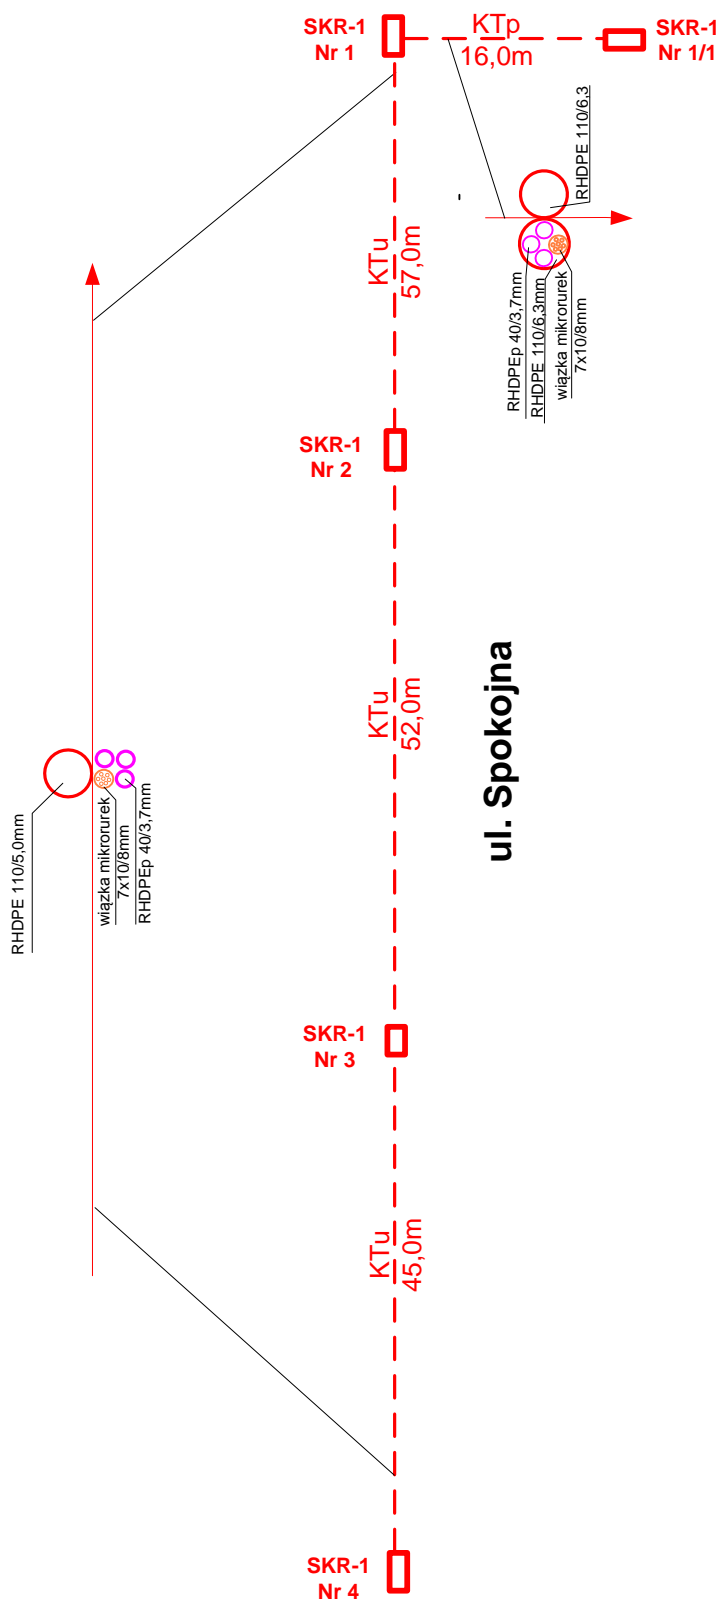 SKR-1
Nr 1
KTp
16,0m
SKR-1
Nr 1/1
RHDPE 110/6,3
KTu
57,0m
RHDPEp 40/3,7mm
RHDPE 110/6,3mm
wiązka mikrorurek
7x10/8mm
SKR-1
Nr 2
KTu
52,0m
ul. Spokojna
RHDPE 110/5,0mm
wiązka mikrorurek
7x10/8mm
RHDPEp 40/3,7mm
SKR-1
Nr 3
KTu
45,0m
SKR-1
Nr 4